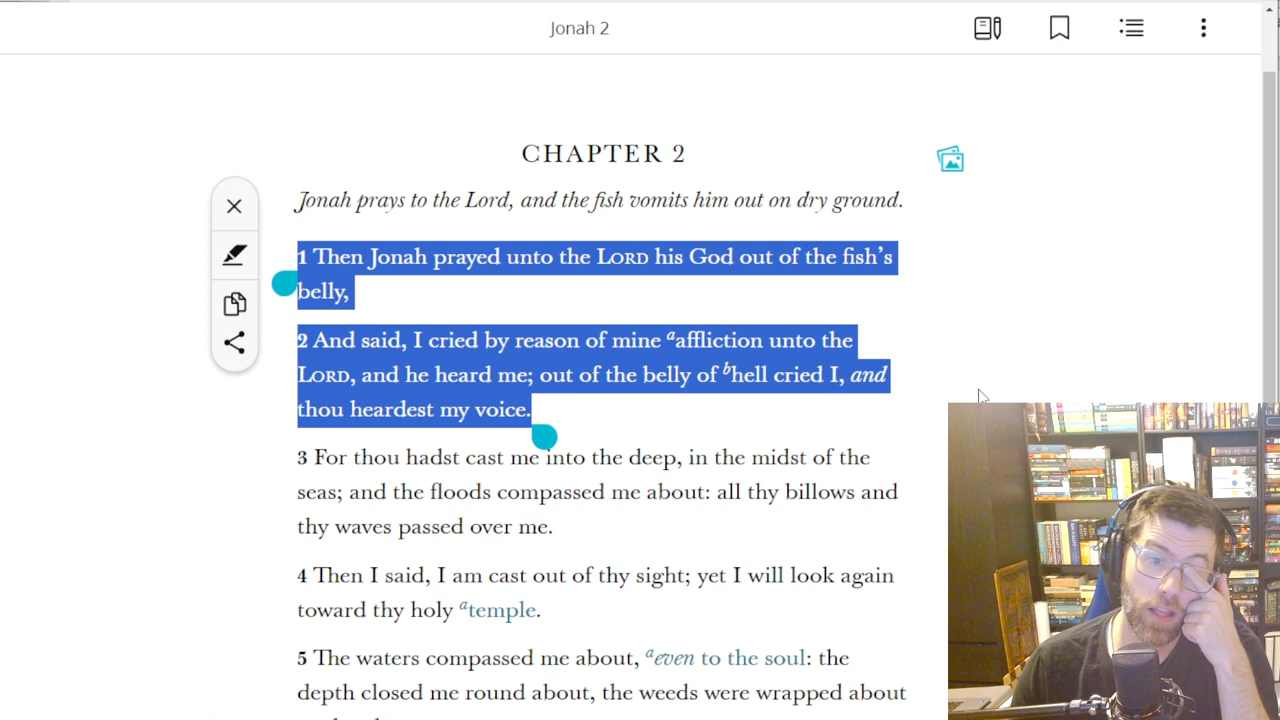 Jonah 2
CHAPTER 2
Jonah prays to the Lord, and the fish vomits him out on dry ground.
1 Then Jonah prayed unto the LORD his God out of the fish’s
belly,
2 And said, I cried by reason of mine a affliction unto the
LORD, and he heard me; out of the belly of b hell cried I, and
thou heardest my voice.
3 For thou hadst cast me into the deep, in the midst of the
seas; and the floods compassed me about: all thy billows and
thy waves passed over me.
4 Then I said, I am cast out of thy sight; yet I will look again
toward thy holy a temple.
5 The waters compassed me about, a even to the soul: the
depth closed me round about, the weeds were wrapped about